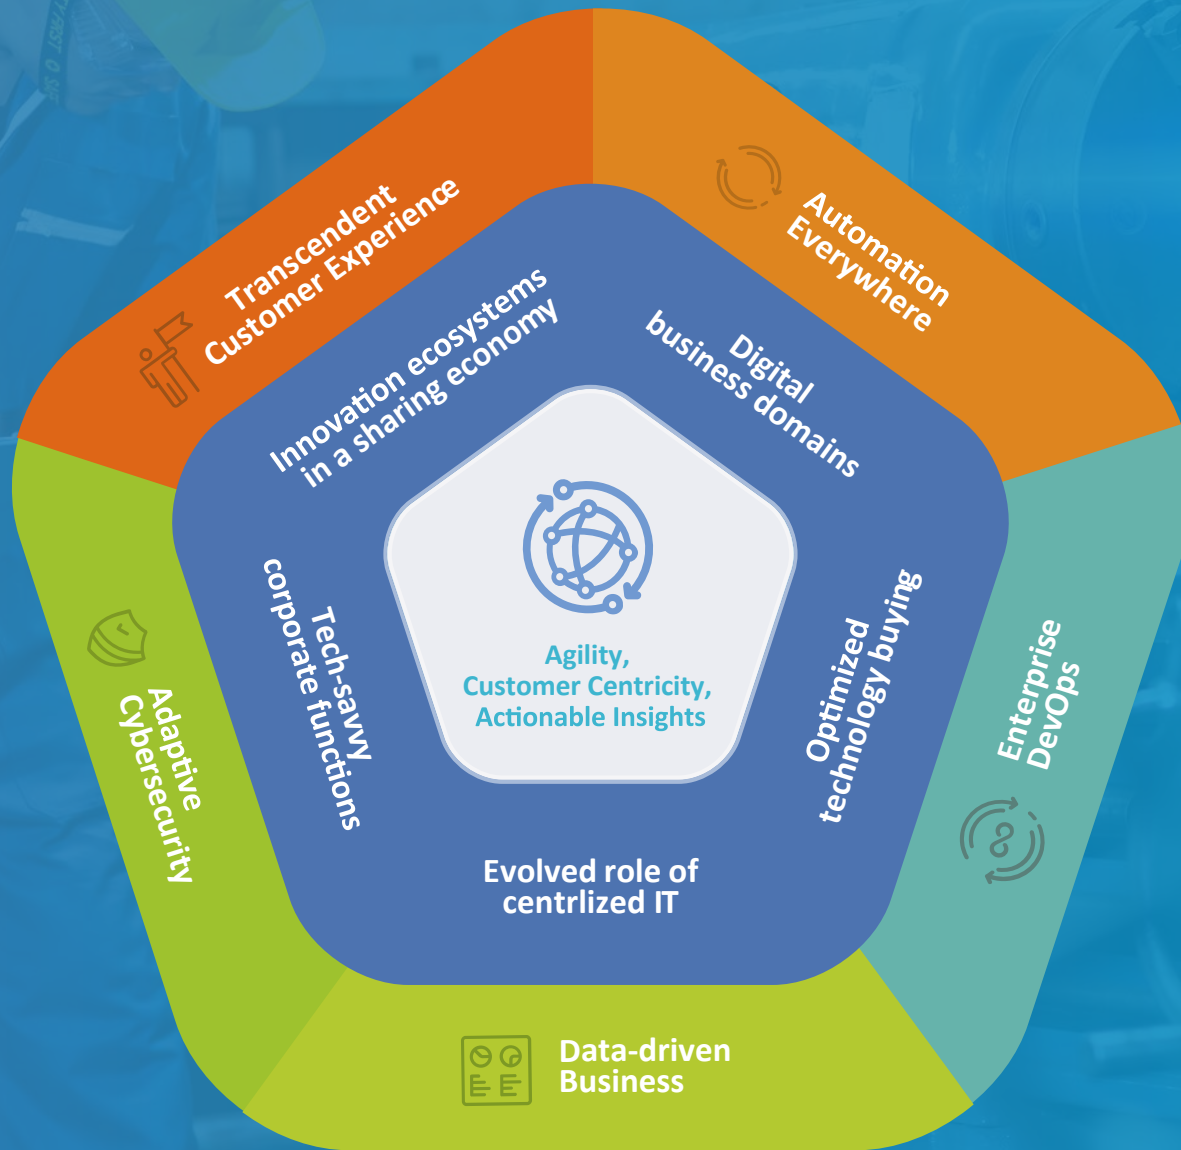 Transcendent
Customer Experience
Automation
Everywhere
Innovation ecosystems
in a sharing economy
Digital
business domains
Agility,
Customer Centricity,
Actionable Insights
Tech-savvy
corporate functions
Optimized
technology buying
Adaptive
Cybersecurity
Enterprise
DevOps
Evolved role of
centrlized IT
Data-driven
Business